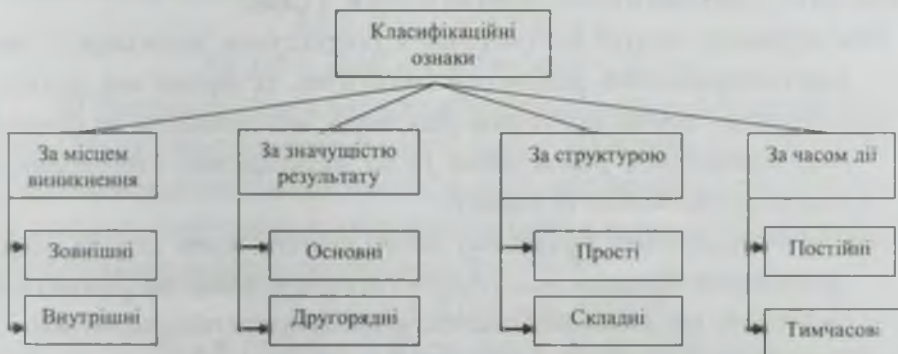 Класифікаційні
ознаки
За місцем
виникнення
Зовнішні
Внутрішні
За значущістю
результату
Основні
Другорядні
За структурою
Прості
Складні
За часом дії
Постійні
Тимчасові